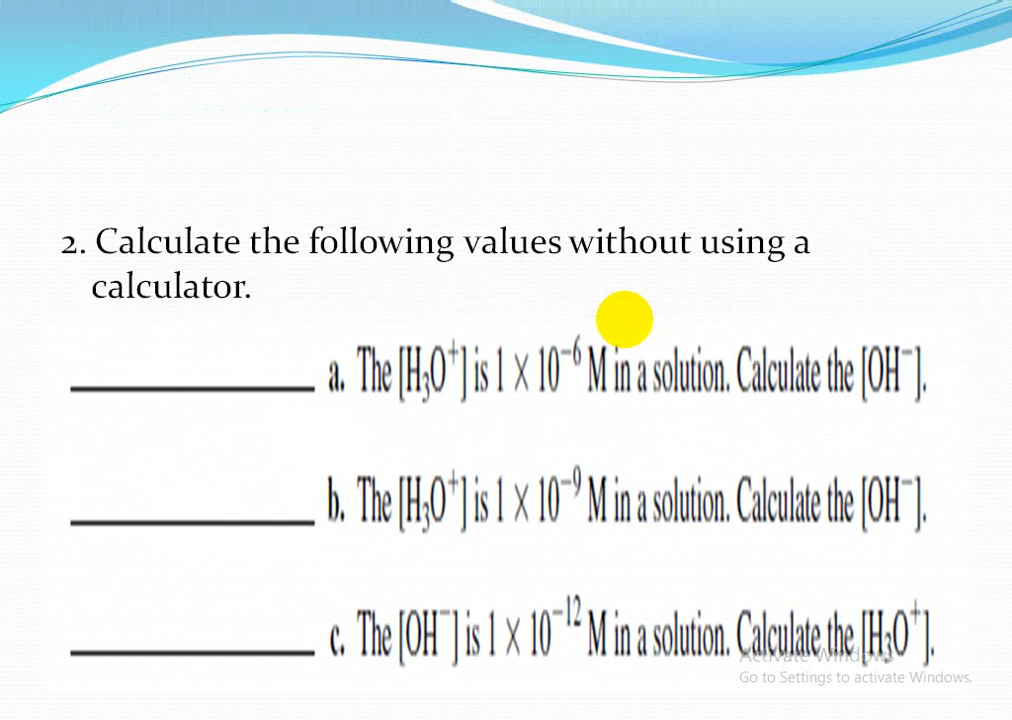 2. Calculate the following values without using a
calculator.
a. The [H₃O⁺] is 1 × 10⁻⁶ M in a solution. Calculate the [OH⁻].
b. The [H₃O⁺] is 1 × 10⁻⁹ M in a solution. Calculate the [OH⁻].
c. The [OH⁻] is 1 × 10⁻¹² M in a solution. Calculate the [H₃O⁺].
Activate Windows
Go to Settings to activate Windows.